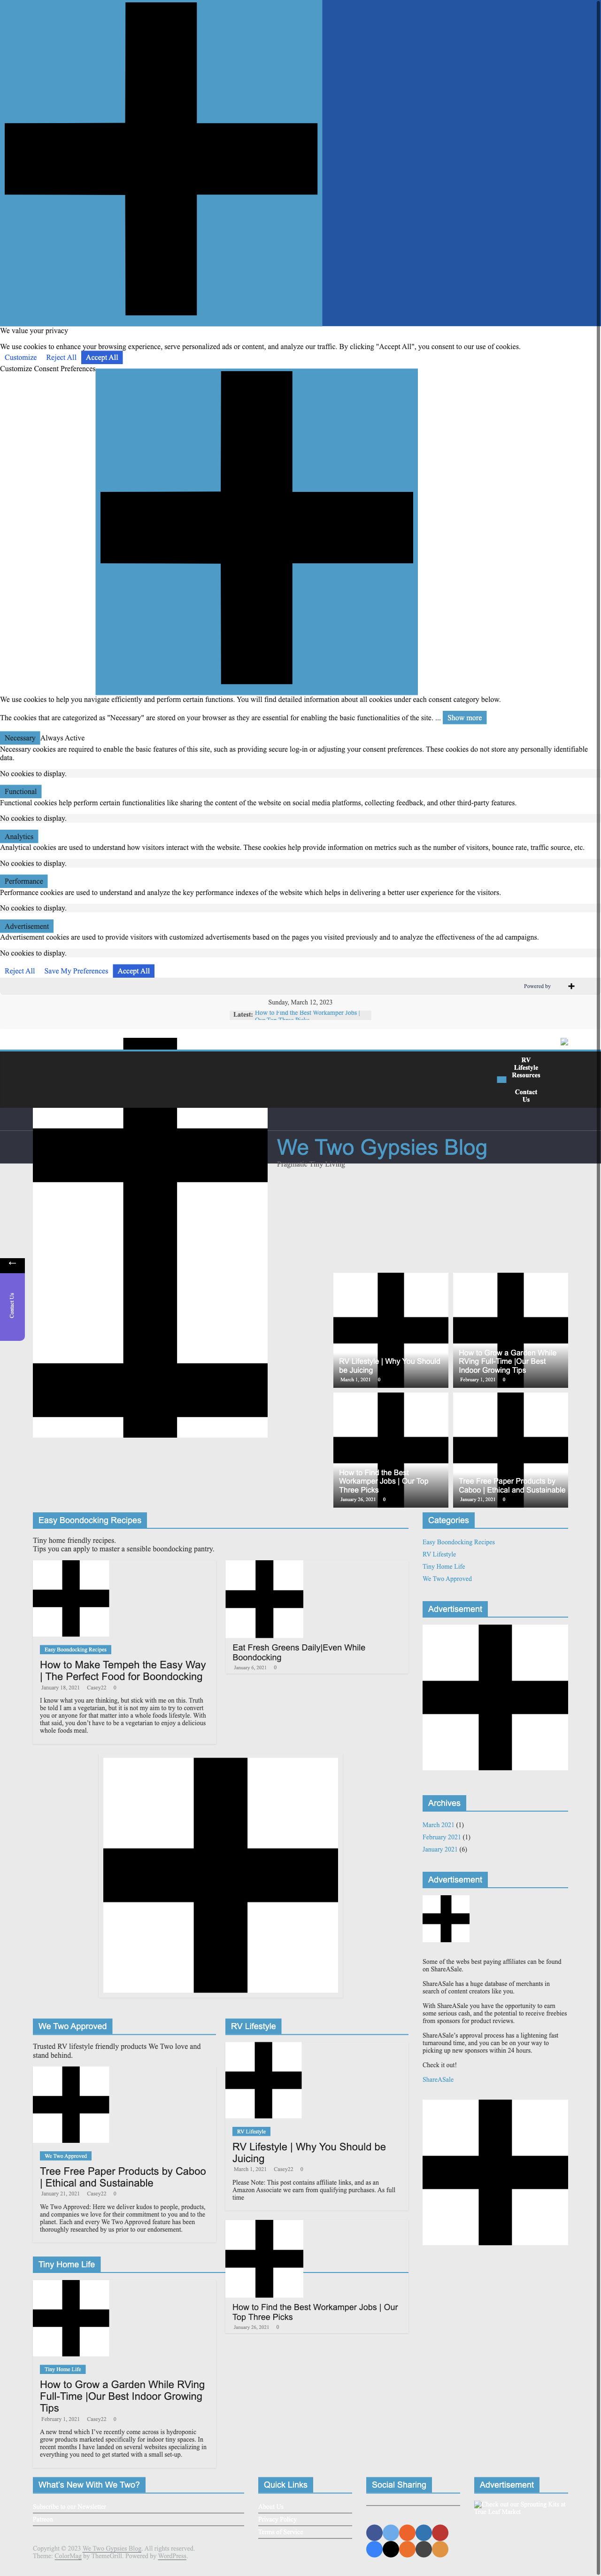 We value your privacy
We use cookies to enhance your browsing experience, serve personalized ads or content, and analyze our traffic. By clicking "Accept All", you consent to our use of cookies.
Customize Reject All Accept All
Customize Consent Preferences
We use cookies to help you navigate efficiently and perform certain functions. You will find detailed information about all cookies under each consent category below.
The cookies that are categorized as "Necessary" are stored on your browser as they are essential for enabling the basic functionalities of the site. ... Show more
Necessary Always Active
Necessary cookies are required to enable the basic features of this site, such as providing secure log-in or adjusting your consent preferences. These cookies do not store any personally identifiable
data.
No cookies to display.
Functional
Functional cookies help perform certain functionalities like sharing the content of the website on social media platforms, collecting feedback, and other third-party features.
No cookies to display.
Analytics
Analytical cookies are used to understand how visitors interact with the website. These cookies help provide information on metrics such as the number of visitors, bounce rate, traffic source, etc.
No cookies to display.
Performance
Performance cookies are used to understand and analyze the key performance indexes of the website which helps in delivering a better user experience for the visitors.
No cookies to display.
Advertisement
Advertisement cookies are used to provide visitors with customized advertisements based on the pages you visited previously and to analyze the effectiveness of the ad campaigns.
No cookies to display.
Reject All Save My Preferences Accept All
Powered by
Sunday, March 12, 2023
Latest: How to Find the Best Workamper Jobs |
Our Top Three Picks
RV
Lifestyle
Resources
Contact
Us
We Two Gypsies Blog
Pragmatic Tiny Living
←
Contact Us
RV Lifestyle | Why You Should
be Juicing
March 1, 2021 0
How to Grow a Garden While
RVing Full-Time |Our Best
Indoor Growing Tips
February 1, 2021 0
How to Find the Best
Workamper Jobs | Our Top
Three Picks
January 26, 2021 0
Tree Free Paper Products by
Caboo | Ethical and Sustainable
January 21, 2021 0
Easy Boondocking Recipes
Tiny home friendly recipes.
Tips you can apply to master a sensible boondocking pantry.
Easy Boondocking Recipes
How to Make Tempeh the Easy Way
| The Perfect Food for Boondocking
January 18, 2021 Casey22 0
I know what you are thinking, but stick with me on this. Truth
be told I am a vegetarian, but it is not my aim to try to convert
you or anyone for that matter into a whole foods lifestyle. With
that said, you don't have to be a vegetarian to enjoy a delicious
whole foods meal.
Eat Fresh Greens Daily|Even While
Boondocking
January 6, 2021 0
Categories
Easy Boondocking Recipes
RV Lifestyle
Tiny Home Life
We Two Approved
Advertisement
Archives
March 2021 (1)
February 2021 (1)
January 2021 (6)
Advertisement
Some of the webs best paying affiliates can be found
on ShareASale.
ShareASale has a huge database of merchants in
search of content creators like you.
With ShareASale you have the opportunity to earn
some serious cash, and the potential to receive freebies
from sponsors for product reviews.
ShareASale's approval process has a lightening fast
turnaround time, and you can be on your way to
picking up new sponsors within 24 hours.
Check it out!
ShareASale
We Two Approved
Trusted RV lifestyle friendly products We Two love and
stand behind.
We Two Approved
Tree Free Paper Products by Caboo
| Ethical and Sustainable
January 21, 2021 Casey22 0
We Two Approved: Here we deliver kudos to people, products,
and companies we love for their commitment to you and to the
planet. Each and every We Two Approved feature has been
thoroughly researched by us prior to our endorsement.
RV Lifestyle
RV Lifestyle
RV Lifestyle | Why You Should be
Juicing
March 1, 2021 Casey22 0
Please Note: This post contains affiliate links, and as an
Amazon Associate we earn from qualifying purchases. As full
time
How to Find the Best Workamper Jobs | Our
Top Three Picks
January 26, 2021 0
Tiny Home Life
Tiny Home Life
How to Grow a Garden While RVing
Full-Time |Our Best Indoor Growing
Tips
February 1, 2021 Casey22 0
A new trend which I've recently come across is hydroponic
grow products marketed specifically for indoor tiny spaces. In
recent months I have landed on several websites specializing in
everything you need to get started with a small set-up.
What's New With We Two?
Quick Links
About Us
Privacy Policy
Terms of Service
Social Sharing
Advertisement
Copyright © 2023 We Two Gypsies Blog. All rights reserved.
Theme: ColorMag by ThemeGrill. Powered by WordPress.